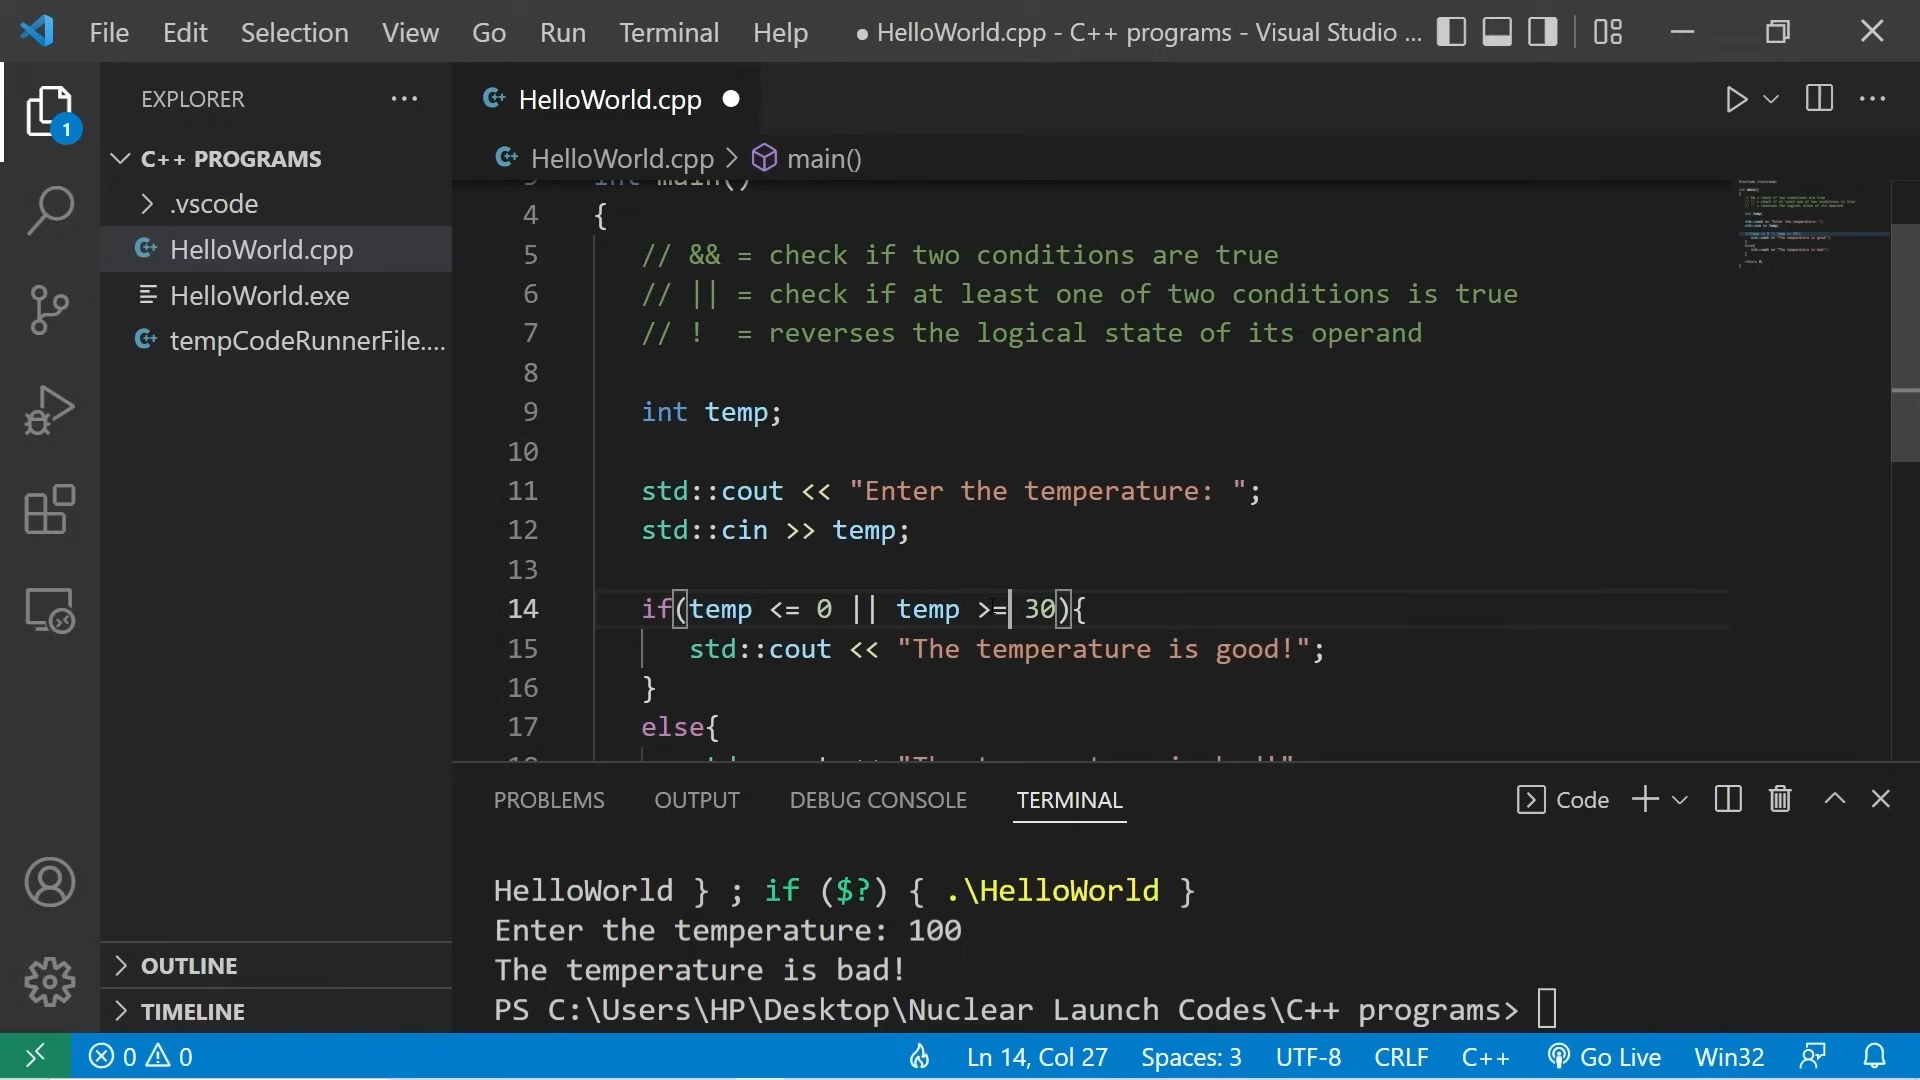 File Edit Selection View Go Run Terminal Help ● HelloWorld.cpp - C++ programs - Visual Studio ...
EXPLORER ...
1
C++ PROGRAMS
.vscode
HelloWorld.cpp
HelloWorld.exe
tempCodeRunnerFile....
OUTLINE
TIMELINE
HelloWorld.cpp ●
HelloWorld.cpp > main()
3 int main()
4 {
5 // && = check if two conditions are true
6 // || = check if at least one of two conditions is true
7 // ! = reverses the logical state of its operand
8
9 int temp;
10
11 std::cout << "Enter the temperature: ";
12 std::cin >> temp;
13
14 if(temp <= 0 || temp >= 30){
15 std::cout << "The temperature is good!";
16 }
17 else{
PROBLEMS OUTPUT DEBUG CONSOLE TERMINAL Code
HelloWorld } ; if ($?) { .\HelloWorld }
Enter the temperature: 100
The temperature is bad!
PS C:\Users\HP\Desktop\Nuclear Launch Codes\C++ programs>
0 0 Ln 14, Col 27 Spaces: 3 UTF-8 CRLF C++ Go Live Win32